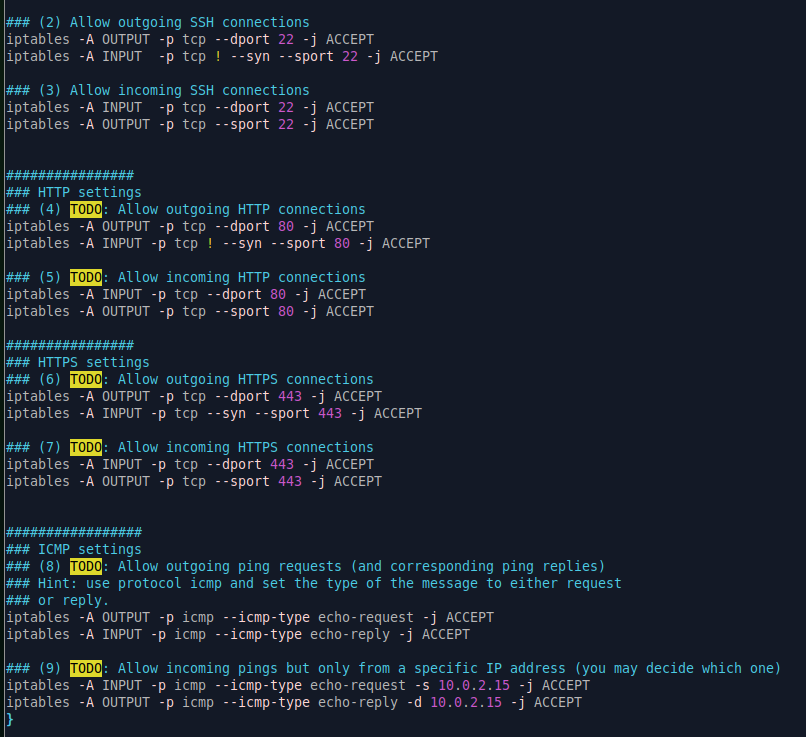 ### (2) Allow outgoing SSH connections
iptables -A OUTPUT -p tcp --dport 22 -j ACCEPT
iptables -A INPUT  -p tcp ! --syn --sport 22 -j ACCEPT
### (3) Allow incoming SSH connections
iptables -A INPUT  -p tcp --dport 22 -j ACCEPT
iptables -A OUTPUT -p tcp --sport 22 -j ACCEPT
################
### HTTP settings
### (4) TODO: Allow outgoing HTTP connections
iptables -A OUTPUT -p tcp --dport 80 -j ACCEPT
iptables -A INPUT -p tcp ! --syn --sport 80 -j ACCEPT
### (5) TODO: Allow incoming HTTP connections
iptables -A INPUT -p tcp --dport 80 -j ACCEPT
iptables -A OUTPUT -p tcp --sport 80 -j ACCEPT
################
### HTTPS settings
### (6) TODO: Allow outgoing HTTPS connections
iptables -A OUTPUT -p tcp --dport 443 -j ACCEPT
iptables -A INPUT -p tcp --syn --sport 443 -j ACCEPT
### (7) TODO: Allow incoming HTTPS connections
iptables -A INPUT -p tcp --dport 443 -j ACCEPT
iptables -A OUTPUT -p tcp --sport 443 -j ACCEPT
#################
### ICMP settings
### (8) TODO: Allow outgoing ping requests (and corresponding ping replies)
### Hint: use protocol icmp and set the type of the message to either request
### or reply.
iptables -A OUTPUT -p icmp --icmp-type echo-request -j ACCEPT
iptables -A INPUT -p icmp --icmp-type echo-reply -j ACCEPT
### (9) TODO: Allow incoming pings but only from a specific IP address (you may decide which one)
iptables -A INPUT -p icmp --icmp-type echo-request -s 10.0.2.15 -j ACCEPT
iptables -A OUTPUT -p icmp --icmp-type echo-reply -d 10.0.2.15 -j ACCEPT
}